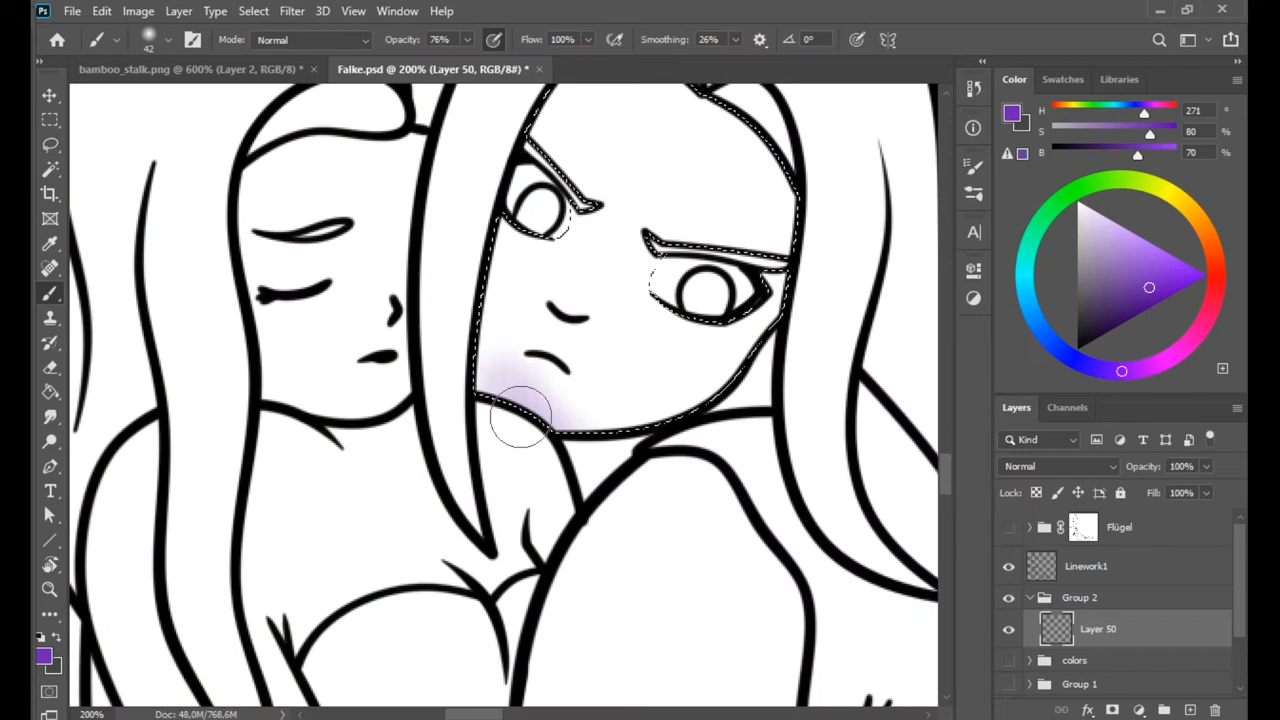 Ps File Edit Image Layer Type Select Filter 3D View Window Help
42 Mode: Normal Opacity: 76% Flow: 100% Smoothing: 26% 0°
bamboo_stalk.png @ 600% (Layer 2, RGB/8) * × Falke.psd @ 200% (Layer 50, RGB/8#) * ×
Color Swatches Libraries
H 271 °
S 80 %
B 70 %
Layers Channels
Kind
Normal Opacity: 100%
Lock: Fill: 100%
Flügel
Linework1
Group 2
Layer 50
colors
Group 1
200% Doc: 48,0M/768,6M